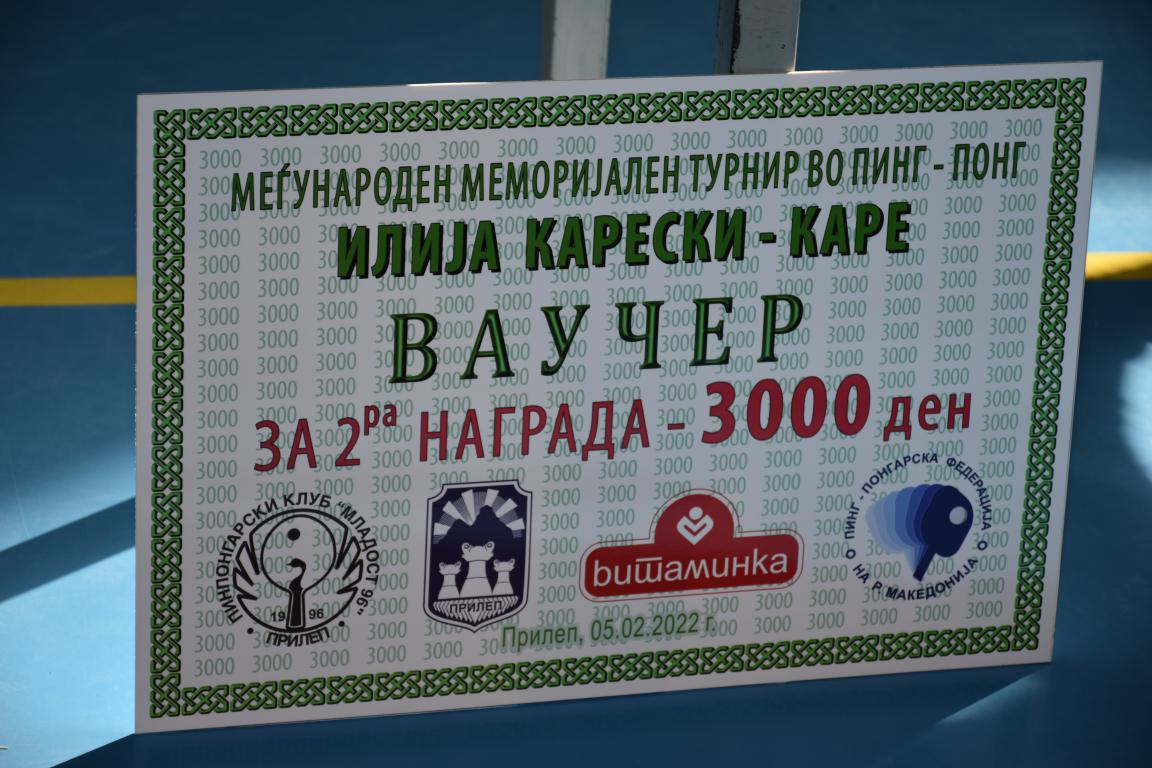 МЕЃУНАРОДЕН МЕМОРИЈАЛЕН ТУРНИР ВО ПИНГ - ПОНГ
ИЛИЈА КАРЕСКИ - КАРЕ
ВАУЧЕР
ЗА 2ра НАГРАДА - 3000 ден
ПИНПОНГАРСКИ КЛУБ "МЛАДОСТ 96"
1996
ПРИЛЕП
ПРИЛЕП
витаминка
ПИНГ - ПОНГАРСКА ФЕДЕРАЦИЈА
НА Р. МАКЕДОНИЈА
Прилеп, 05.02.2022 г.